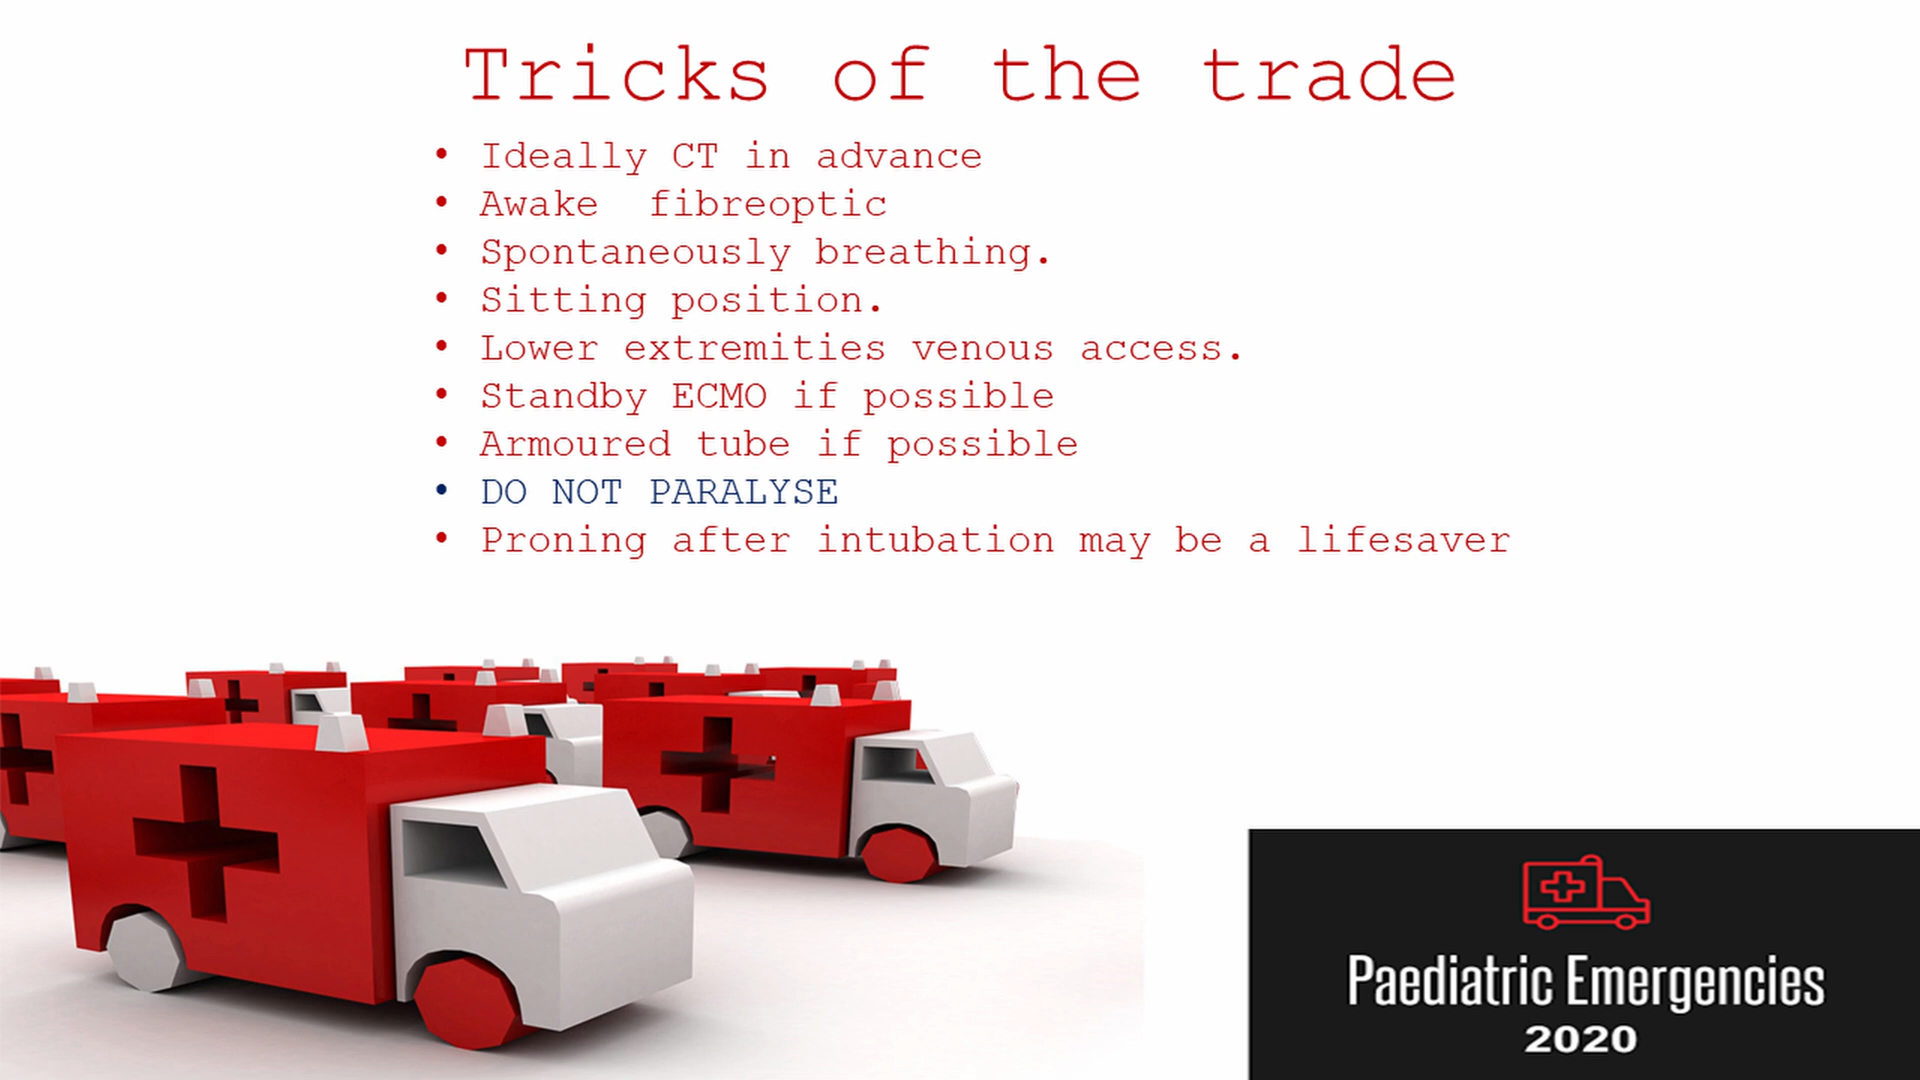 Tricks of the trade
• Ideally CT in advance
• Awake  fibreoptic
• Spontaneously breathing.
• Sitting position.
• Lower extremities venous access.
• Standby ECMO if possible
• Armoured tube if possible
• DO NOT PARALYSE
• Proning after intubation may be a lifesaver
Paediatric Emergencies
2020